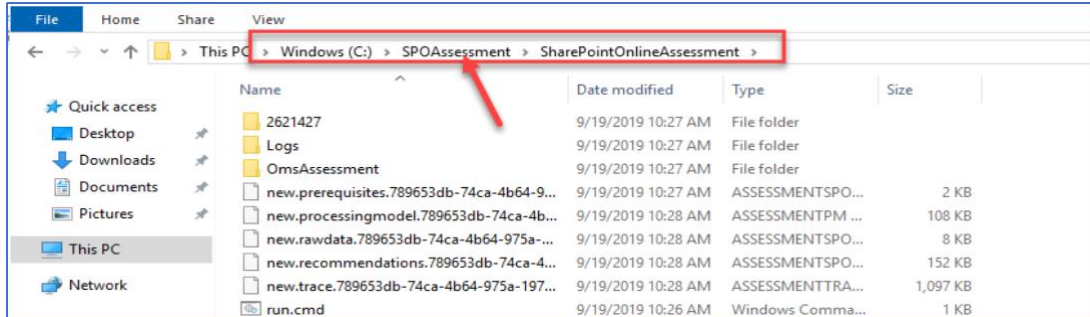 File Home Share View
This PC > Windows (C:) > SPOAssessment > SharePointOnlineAssessment >
Name Date modified Type Size
Quick access
Desktop
Downloads
Documents
Pictures
This PC
Network
2621427 9/19/2019 10:27 AM File folder
Logs 9/19/2019 10:27 AM File folder
OmsAssessment 9/19/2019 10:27 AM File folder
new.prerequisites.789653db-74ca-4b64-9... 9/19/2019 10:27 AM ASSESSMENTSPO... 2 KB
new.processingmodel.789653db-74ca-4b... 9/19/2019 10:28 AM ASSESSMENTPM ... 108 KB
new.rawdata.789653db-74ca-4b64-975a-... 9/19/2019 10:28 AM ASSESSMENTSPO... 8 KB
new.recommendations.789653db-74ca-4... 9/19/2019 10:28 AM ASSESSMENTSPO... 152 KB
new.trace.789653db-74ca-4b64-975a-197... 9/19/2019 10:28 AM ASSESSMENTTRA... 1,097 KB
run.cmd 9/19/2019 10:26 AM Windows Comma... 1 KB